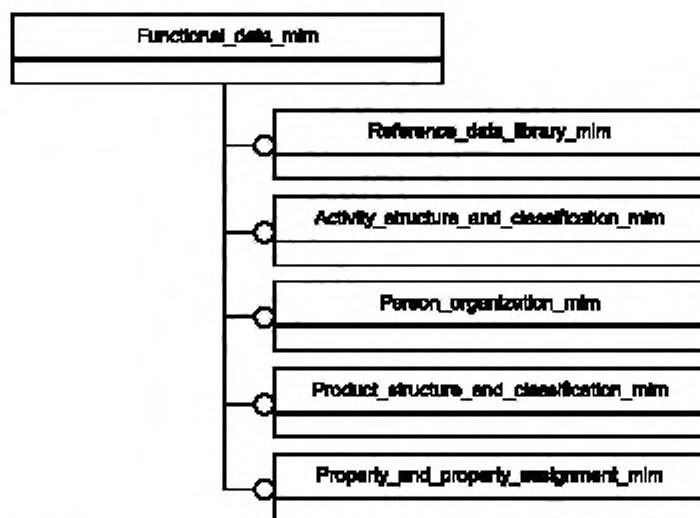 Functional_data_mim
Reference_data_library_mim
Activity_structure_and_classification_mim
Person_organization_mim
Product_structure_and_classification_mim
Property_and_property_assignment_mim